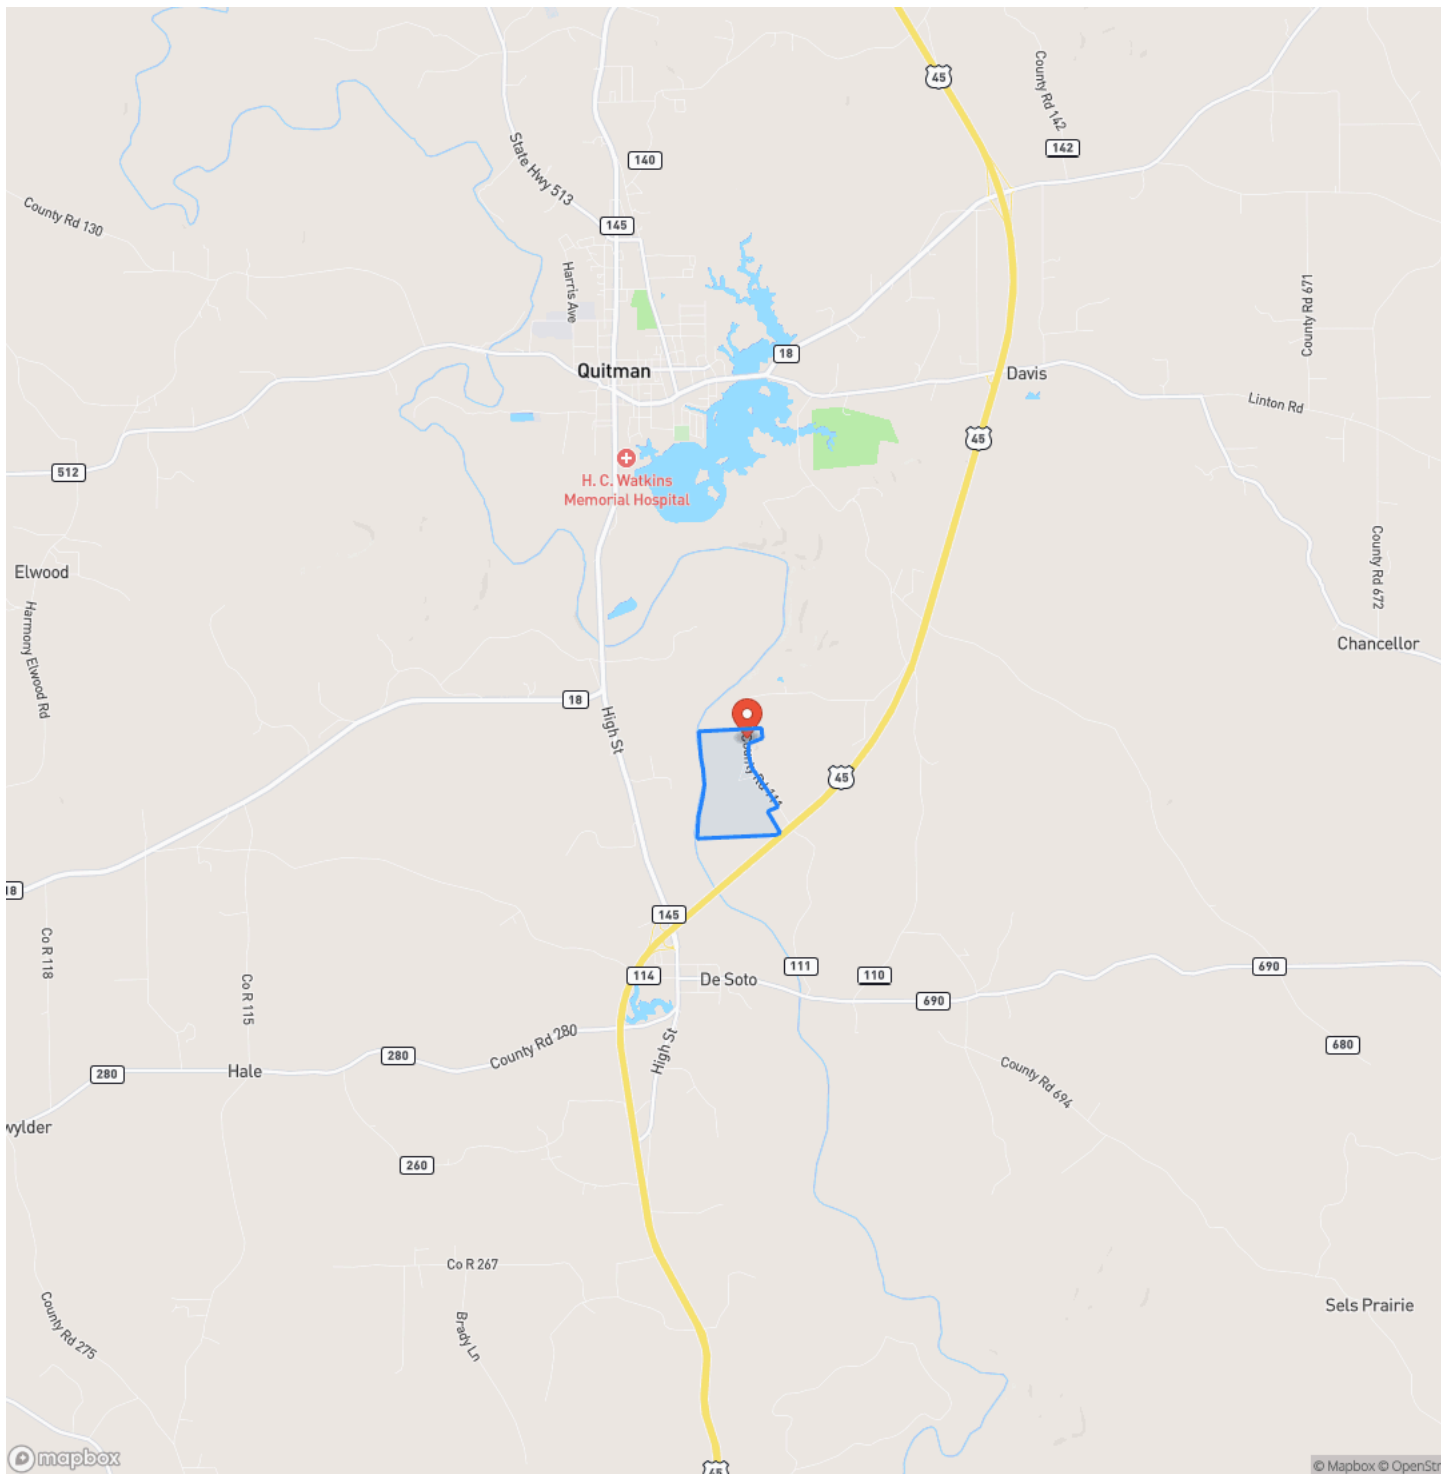 45
County Rd 142
142
140
State Hwy 513
County Rd 130
145
Harris Ave
County Rd 671
18
Quitman
Davis
Linton Rd
45
512
H. C. Watkins
Memorial Hospital
Elwood
County Rd 672
Harmony Elwood Rd
Chancellor
18
High St
County Rd 111
45
18
145
Co R 118
114
De Soto
111
110
690
690
Co R 115
High St
County Rd 280
280
280
Hale
680
County Rd 694
wylder
260
Co R 267
Sels Prairie
County Rd 275
Brady Ln
45
mapbox
© Mapbox © OpenStr